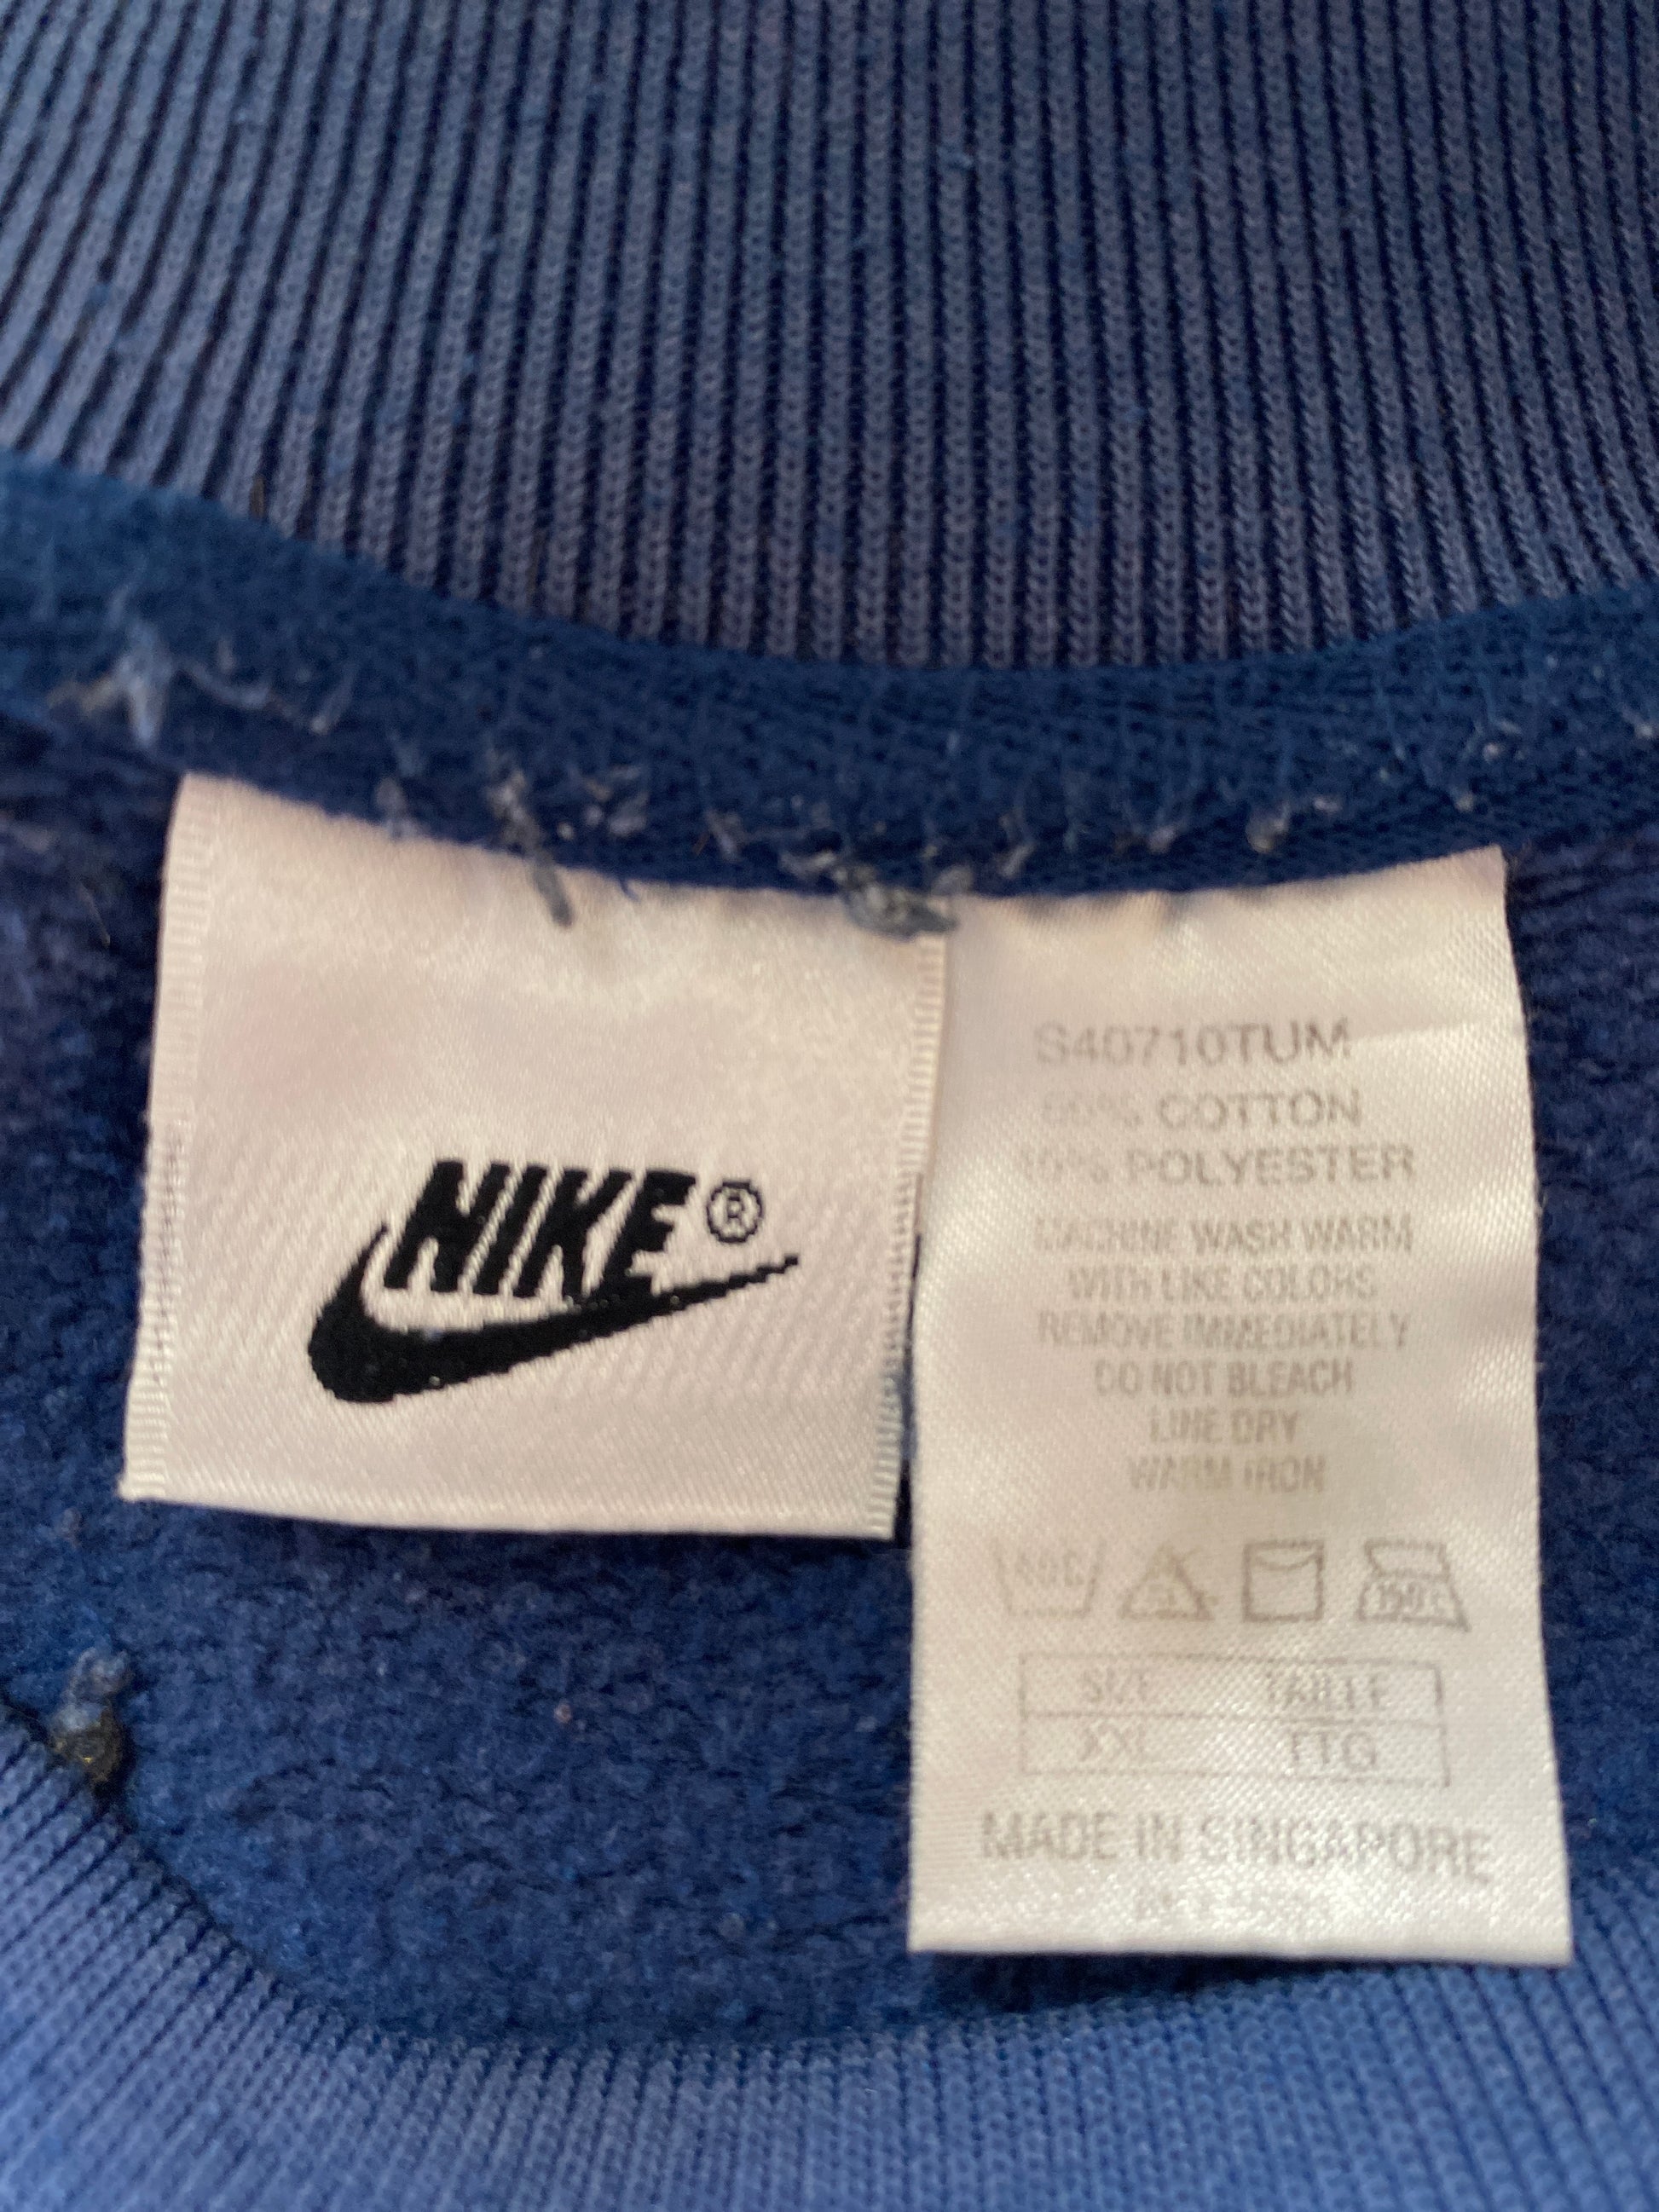 NIKE®
S40710TUM
COTTON
POLYESTER
MACHINE WASH WARM
WITH LIKE COLORS
REMOVE IMMEDIATELY
DO NOT BLEACH
LINE DRY
WARM IRON
SIZE TAILLE
XXL TTG
MADE IN SINGAPORE